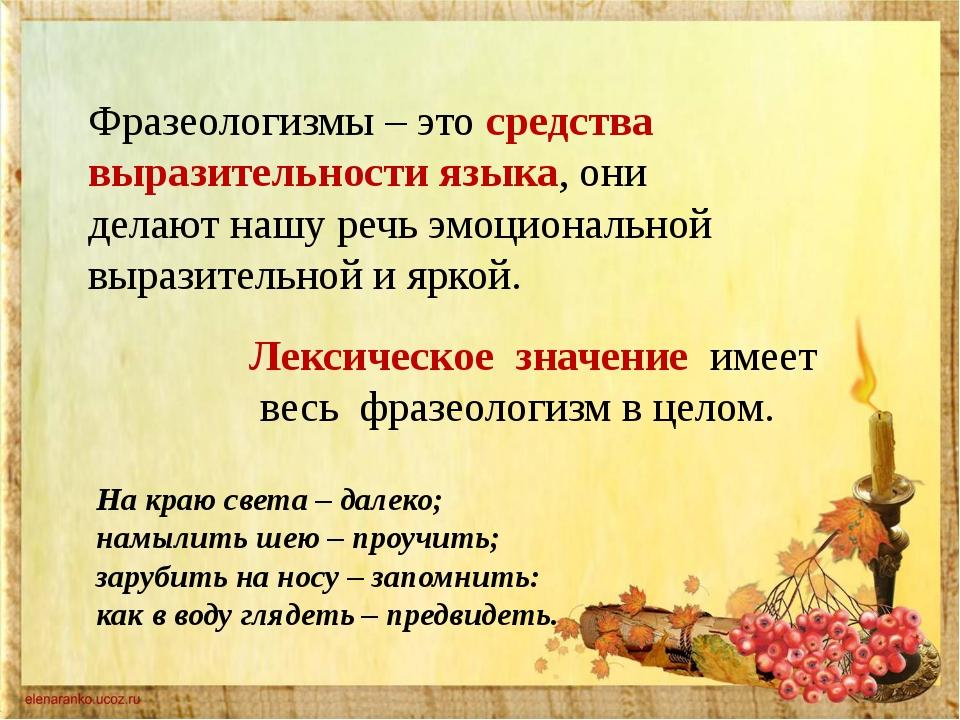 Фразеологизмы – это средства
выразительности языка, они
делают нашу речь эмоциональной
выразительной и яркой.
Лексическое значение имеет
весь фразеологизм в целом.
На краю света – далеко;
намылить шею – проучить;
зарубить на носу – запомнить:
как в воду глядеть – предвидеть.
elenaranko.ucoz.ru